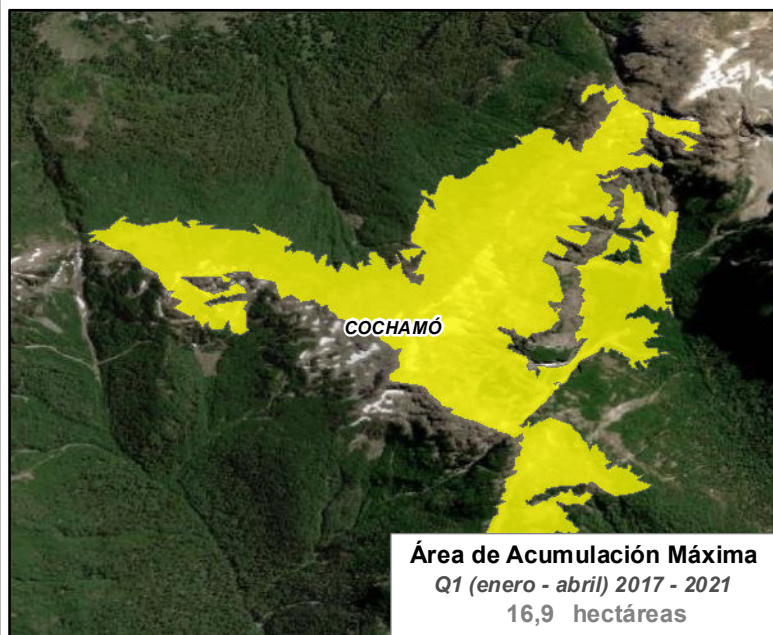 COCHAMÓ
Área de Acumulación Máxima
Q1 (enero - abril) 2017 - 2021
16,9 hectáreas